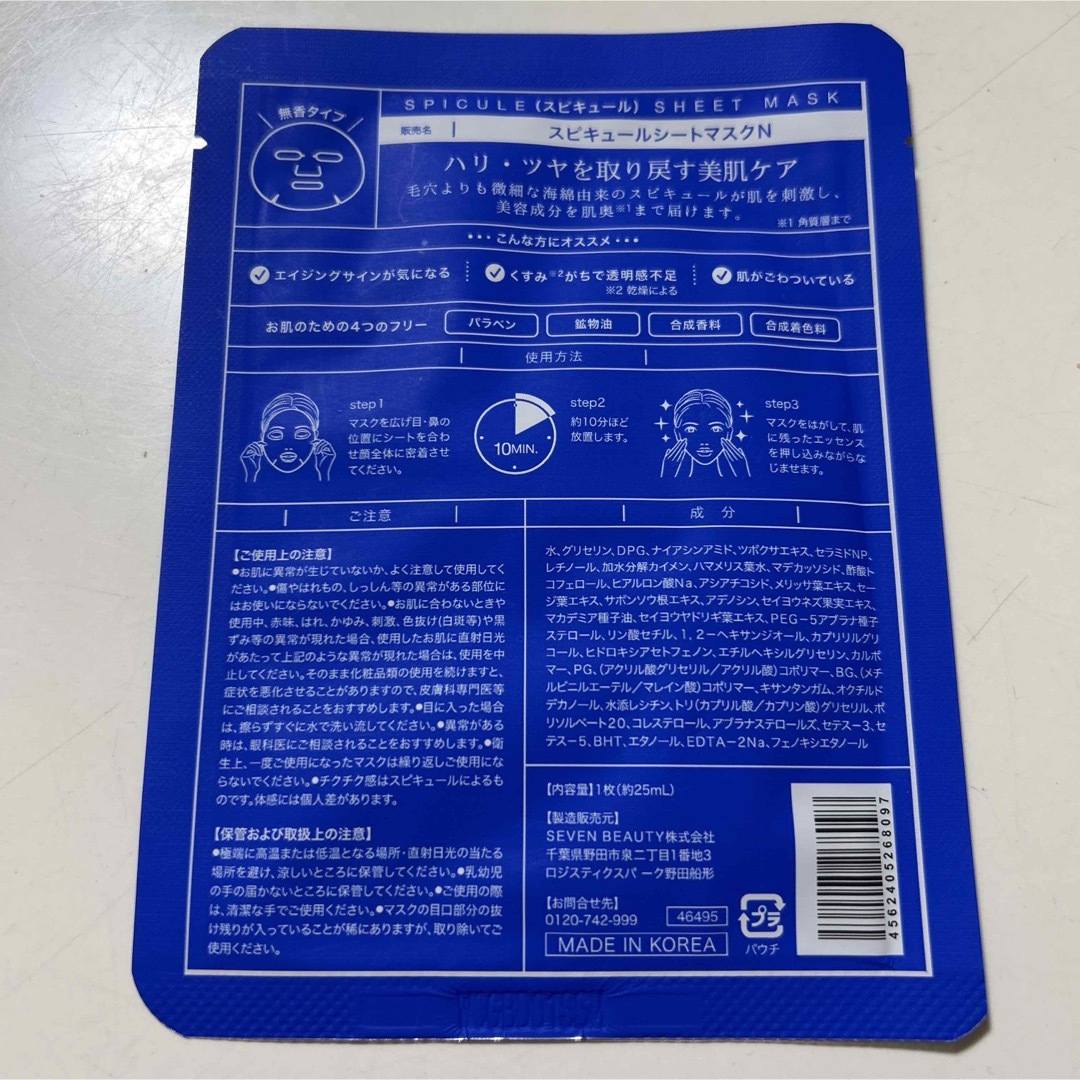 無香タイプ
SPICULE(スピキュール) SHEET MASK
販売名
スピキュールシートマスクN
ハリ・ツヤを取り戻す美肌ケア
毛穴よりも微細な海綿由来のスピキュールが肌を刺激し、
美容成分を肌奥※1まで届けます。
※1 角質層まで
・・・こんな方にオススメ・・・
エイジングサインが気になる
くすみ※2がちで透明感不足
※2 乾燥による
肌がごわついている
お肌のための4つのフリー
パラベン
鉱物油
合成香料
合成着色料
使用方法
step1
マスクを広げ目・鼻の
位置にシートを合わ
せ顔全体に密着させ
てください。
10MIN.
step2
約10分ほど
放置します。
step3
マスクをはがして、肌
に残ったエッセンス
を押し込みながらな
じませます。
ご注意
【ご使用上の注意】
●お肌に異常が生じていないか、よく注意して使用してく
ださい。●傷やはれもの、しっしん等の異常がある部位に
はお使いにならないでください。●お肌に合わないときや
使用中、赤味、はれ、かゆみ、刺激、色抜け(白斑等)や黒
ずみ等の異常が現れた場合、使用したお肌に直射日光
があたって上記のような異常が現れた場合は、使用を中
止してください。そのまま化粧品類の使用を続けますと、
症状を悪化させることがありますので、皮膚科専門医等
にご相談されることをおすすめします。●目に入った場合
は、擦らずすぐに水で洗い流してください。●異常がある
時は、眼科医にご相談されることをおすすめします。●衛
生上、一度ご使用になったマスクは繰り返しご使用にな
らないでください。●チクチク感はスピキュールによるも
のです。体感には個人差があります。
【保管および取扱上の注意】
●極端に高温または低温となる場所・直射日光の当たる
場所を避け、涼しいところに保管してください。●乳幼児
の手の届かないところに保管してください。●ご使用の際
は、清潔な手でご使用ください。●マスクの目口部分の抜
け残りが入っていることが稀にありますが、取り除いてご
使用ください。
成分
水、グリセリン、DPG、ナイアシンアミド、ツボクサエキス、セラミドNP、
レチノール、加水分解カイメン、ハマメリス葉水、マデカッソシド、酢酸ト
コフェロール、ヒアルロン酸Na、アシアチコシド、メリッサ葉エキス、セー
ジ葉エキス、サボンソウ根エキス、アデノシン、セイヨウネズ果実エキス、
マカデミア種子油、セイヨウヤドリギ葉エキス、PEG-5アブラナ種子
ステロール、リン酸セチル、1,2-ヘキサンジオール、カプリリルグリ
コール、ヒドロキシアセトフェノン、エチルヘキシルグリセリン、カルボ
マー、PG、(アクリル酸グリセリル/アクリル酸)コポリマー、BG、(メチ
ルビニルエーテル/マレイン酸)コポリマー、キサンタンガム、オクチルド
デカノール、水添レシチン、トリ(カプリル酸/カプリン酸)グリセリル、ポ
リソルベート20、コレステロール、アブラナステロールズ、セテス-3、セ
テス-5、BHT、エタノール、EDTA-2Na、フェノキシエタノール
【内容量】1枚(約25mL)
【製造販売元】
SEVEN BEAUTY株式会社
千葉県野田市泉二丁目1番地3
ロジスティクスパーク野田船形
【お問合せ先】
0120-742-999
46495
MADE IN KOREA
プラ
パウチ
4562405268097